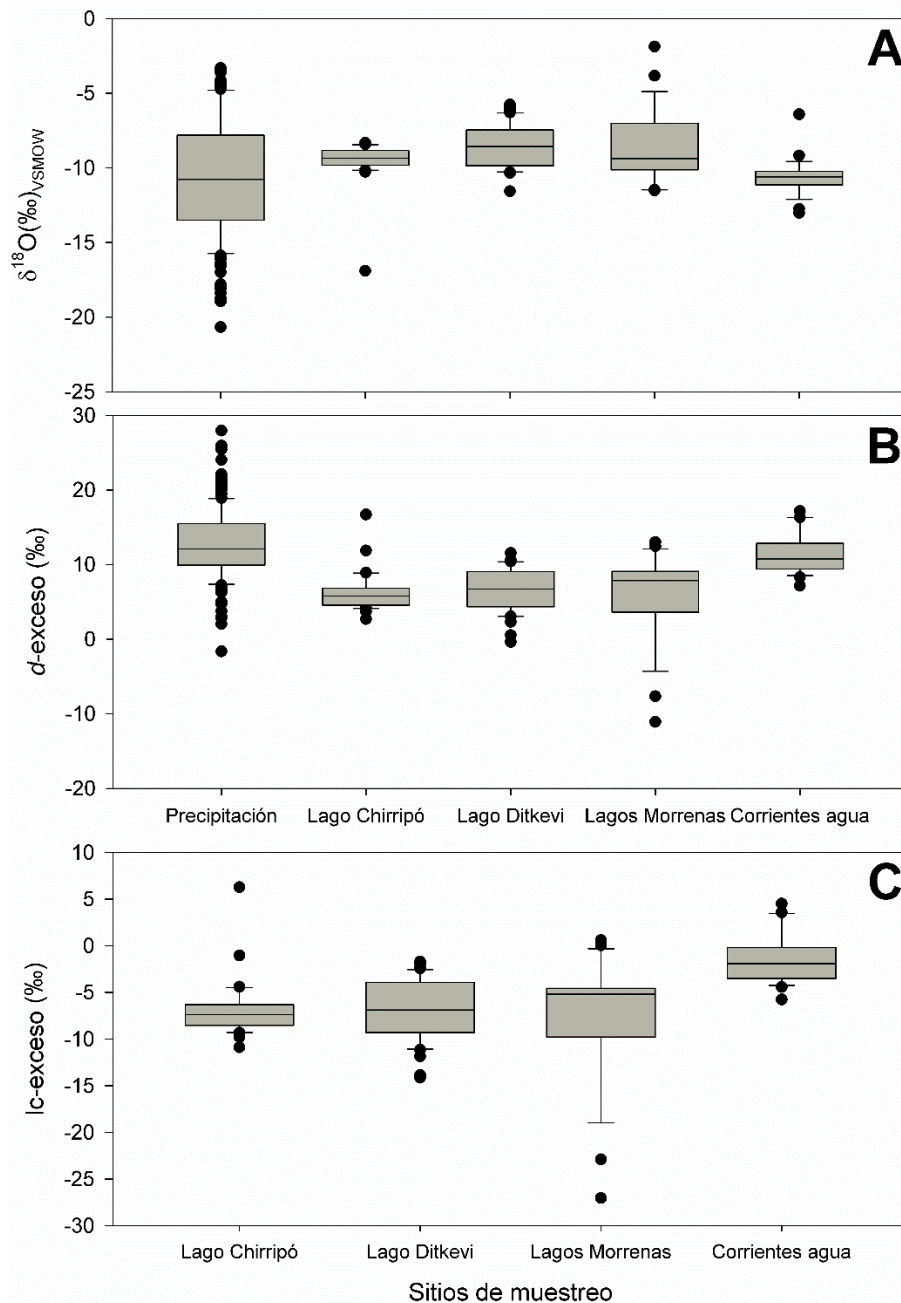 A
δ18O(‰)VSMOW
0
-5
-10
-15
-20
-25
B
d-exceso (‰)
30
20
10
0
-10
-20
Precipitación Lago Chirripó Lago Ditkevi Lagos Morrenas Corrientes agua
C
lc-exceso (‰)
10
5
0
-5
-10
-15
-20
-25
-30
Lago Chirripó Lago Ditkevi Lagos Morrenas Corrientes agua
Sitios de muestreo